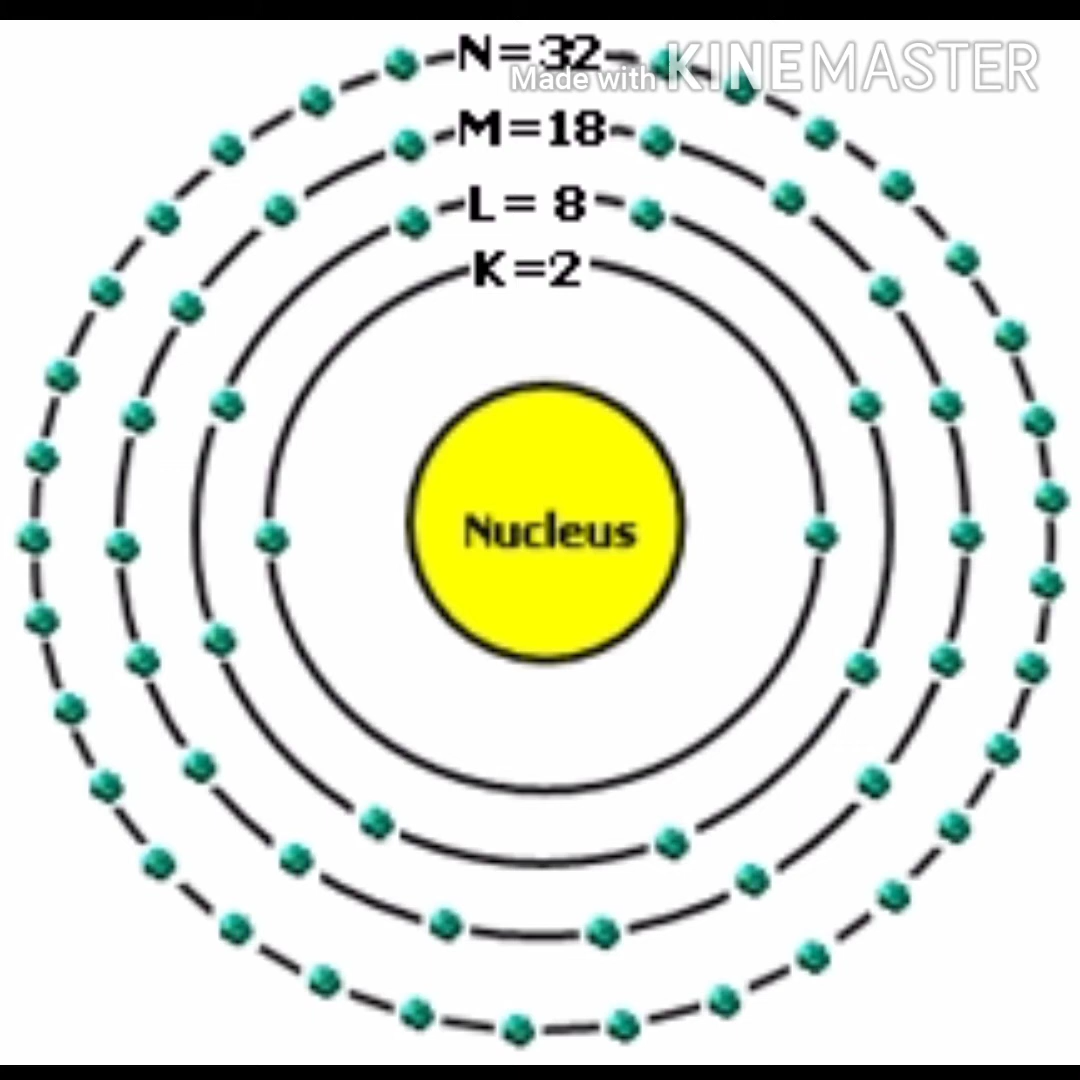 N=32
Made with KINEMASTER
M=18
L= 8
K=2
Nucleus